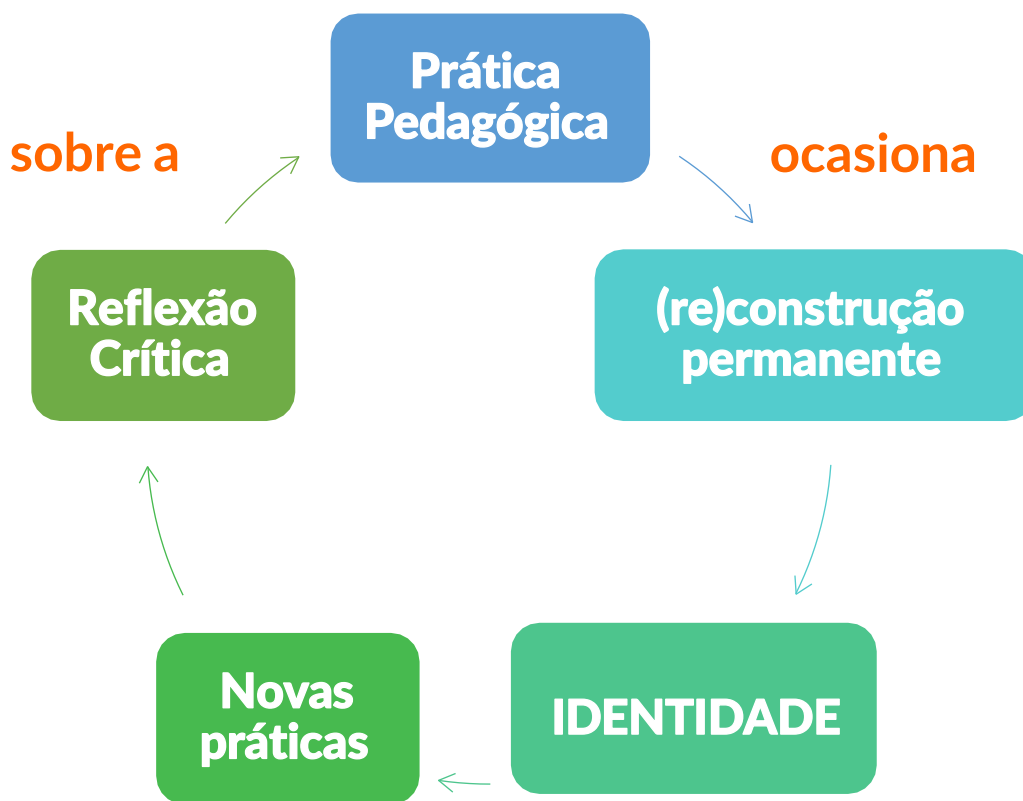 Prática
Pedagógica
sobre a
ocasiona
Reflexão
Crítica
(re)construção
permanente
Novas
práticas
IDENTIDADE